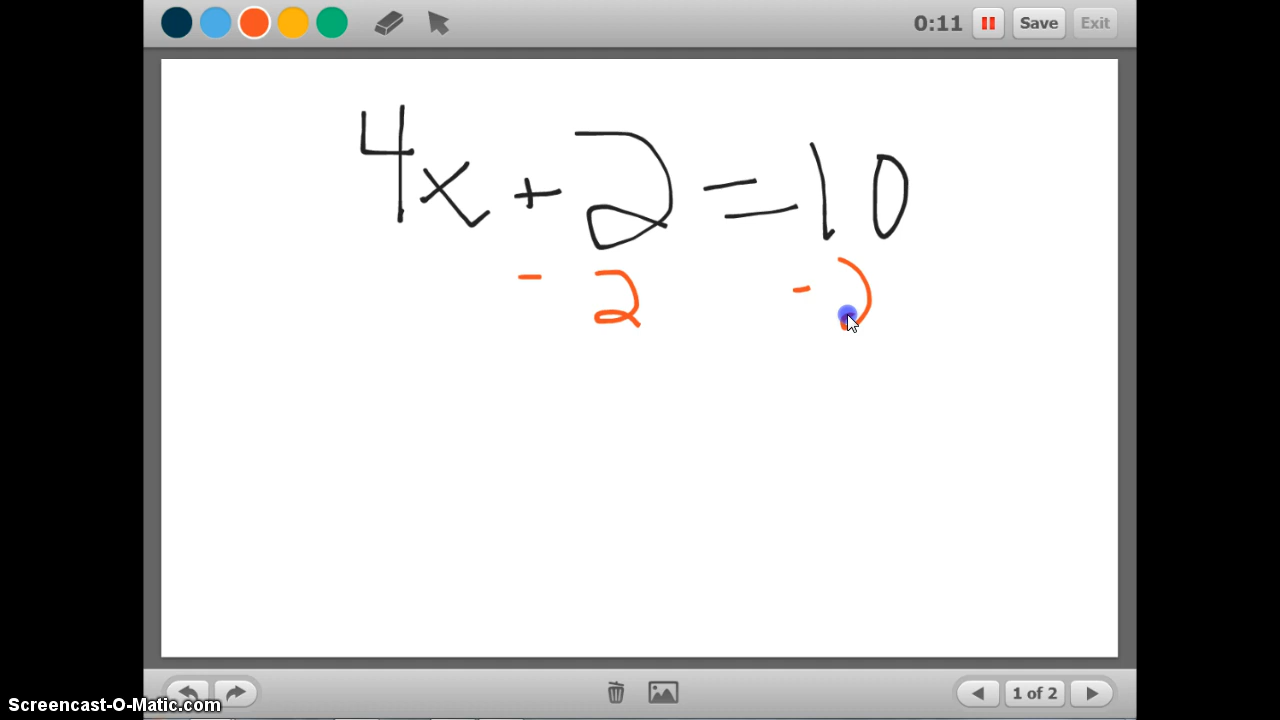 0:11 Save Exit
4x + 2 = 10
- 2 -
1 of 2
Screencast-O-Matic.com